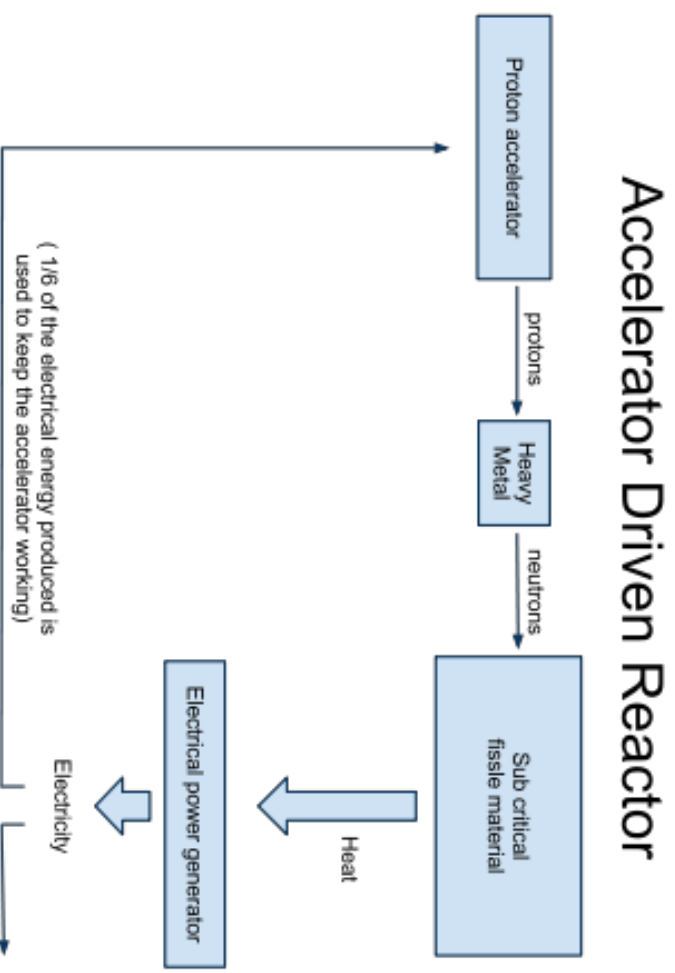 Accelerator Driven Reactor
Proton accelerator
protons
Heavy
Metal
neutrons
Sub critical
fissle material
Heat
Electrical power generator
Electricity
( 1/6 of the electrical energy produced is
used to keep the accelerator working)